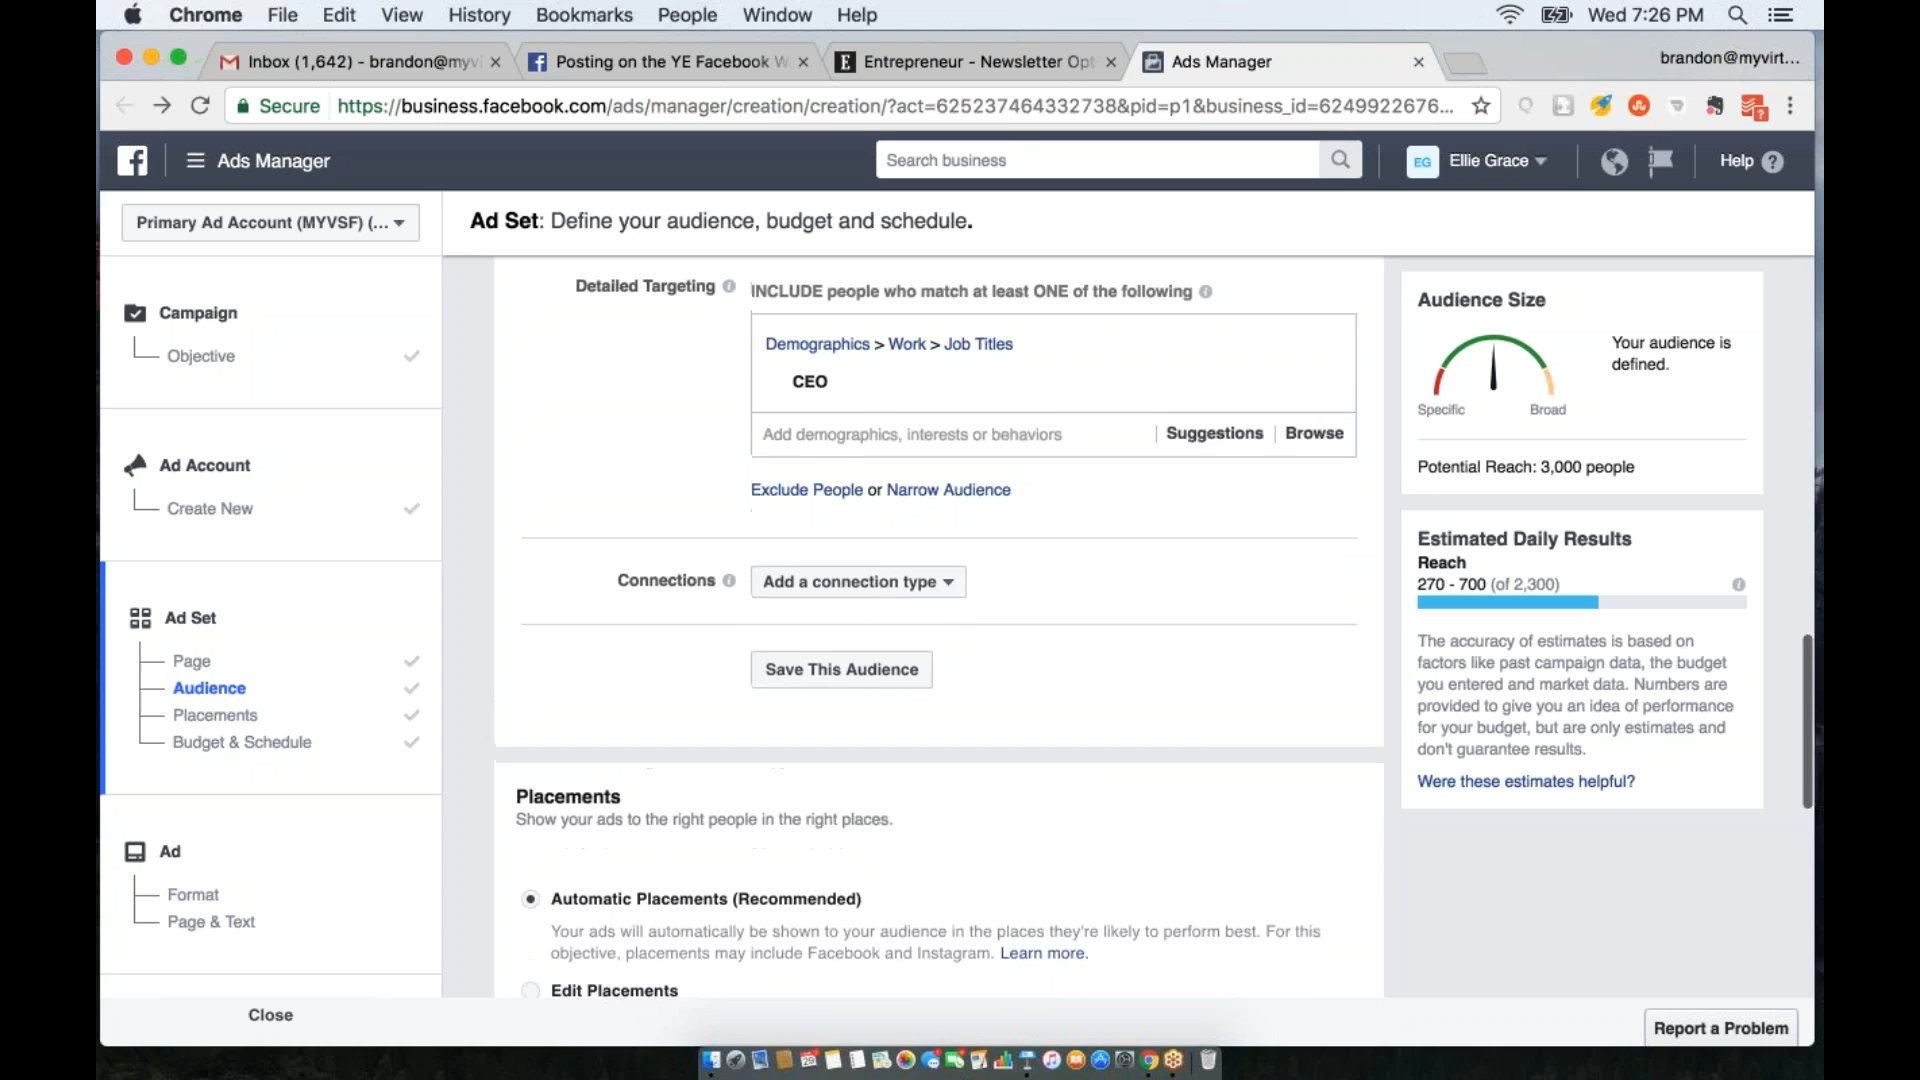 Chrome File Edit View History Bookmarks People Window Help Wed 7:26 PM
Inbox (1,642) - brandon@myvi
Posting on the YE Facebook W
Entrepreneur - Newsletter Opt
Ads Manager
brandon@myvirt...
Secure https://business.facebook.com/ads/manager/creation/creation/?act=625237464332738&pid=p1&business_id=6249922676...
Ads Manager
Search business
EG Ellie Grace
Help
Primary Ad Account (MYVSF) (...
Ad Set: Define your audience, budget and schedule.
Campaign
Objective
Ad Account
Create New
Ad Set
Page
Audience
Placements
Budget & Schedule
Ad
Format
Page & Text
Close
Detailed Targeting
INCLUDE people who match at least ONE of the following
Demographics > Work > Job Titles
CEO
Add demographics, interests or behaviors
Suggestions
Browse
Exclude People or Narrow Audience
Connections
Add a connection type
Save This Audience
Placements
Show your ads to the right people in the right places.
Automatic Placements (Recommended)
Your ads will automatically be shown to your audience in the places they're likely to perform best. For this
objective, placements may include Facebook and Instagram. Learn more.
Edit Placements
Audience Size
Your audience is
defined.
Specific
Broad
Potential Reach: 3,000 people
Estimated Daily Results
Reach
270 - 700 (of 2,300)
The accuracy of estimates is based on
factors like past campaign data, the budget
you entered and market data. Numbers are
provided to give you an idea of performance
for your budget, but are only estimates and
don't guarantee results.
Were these estimates helpful?
Report a Problem